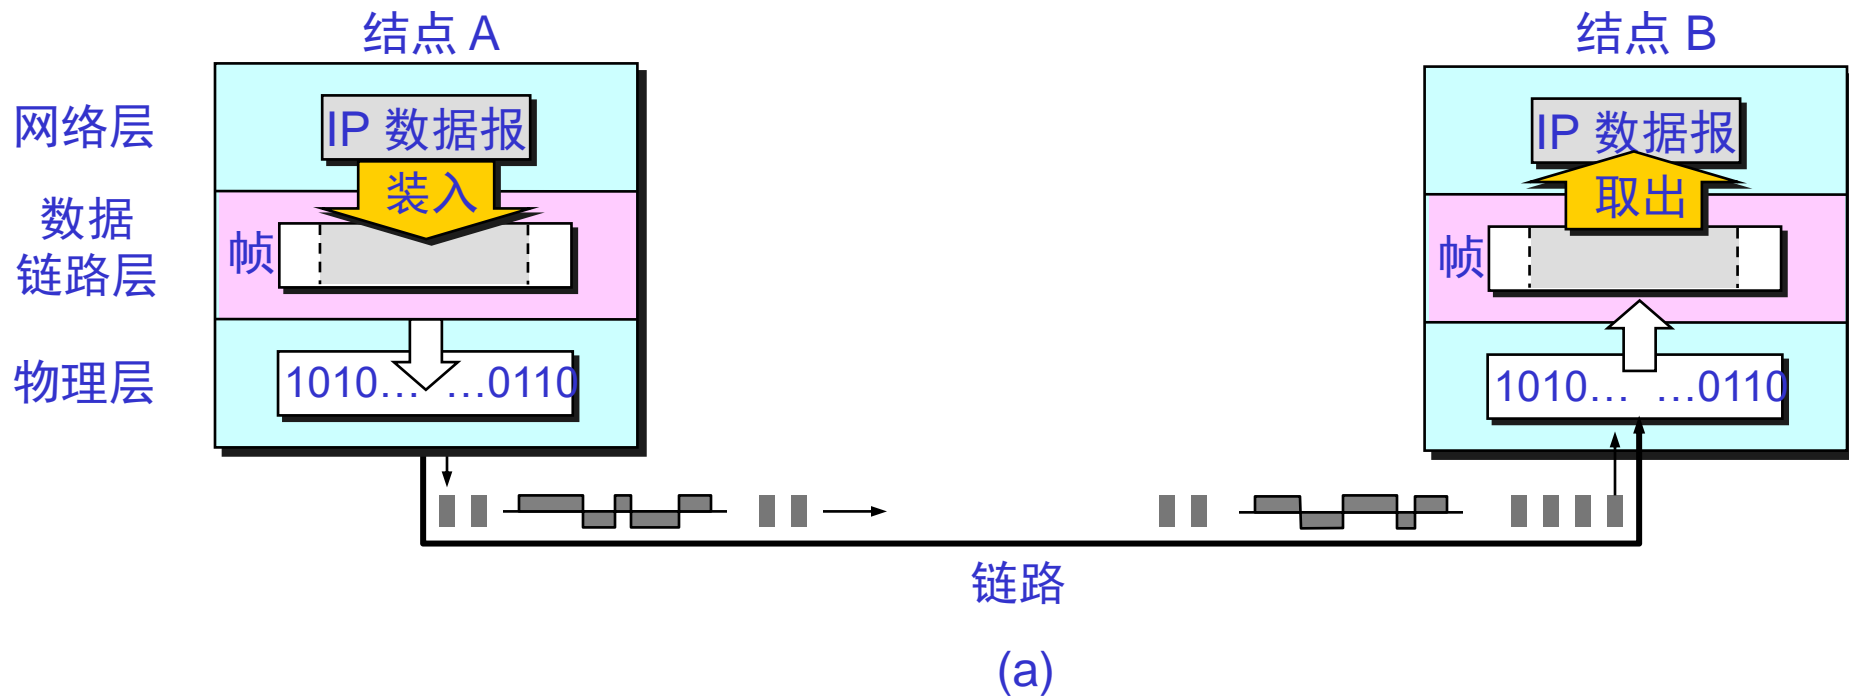 结点 A
结点 B
网络层
IP 数据报
IP 数据报
装入
取出
数据
链路层
帧
帧
物理层
1010… …0110
1010… …0110
链路
(a)